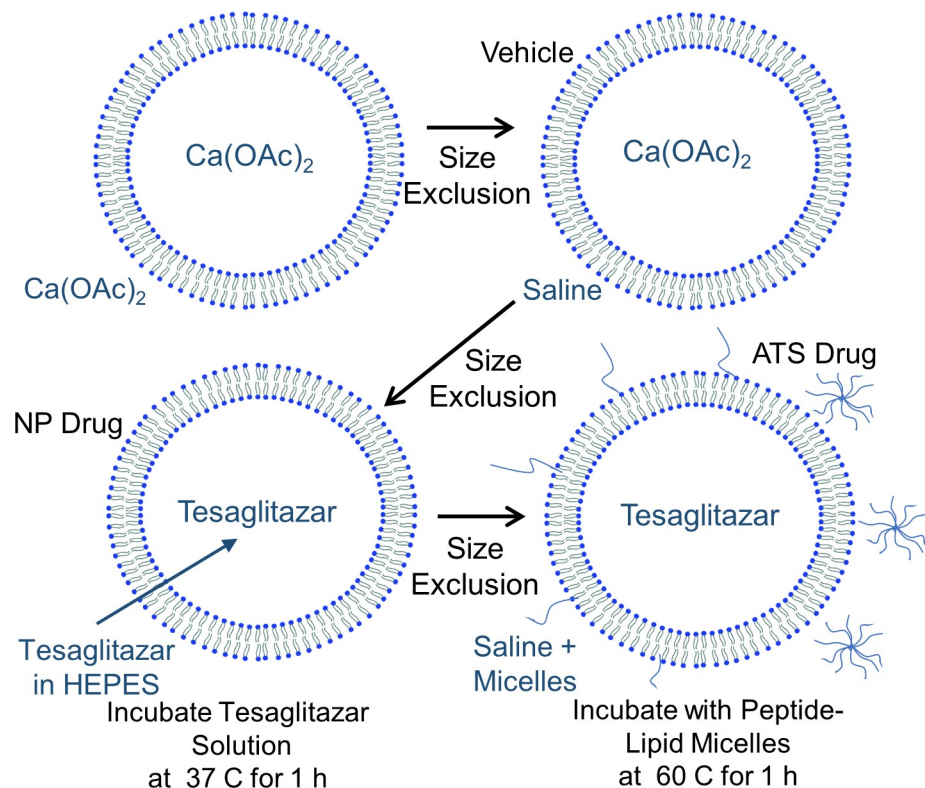 Vehicle
Ca(OAc)2
Size
Exclusion
Ca(OAc)2
Ca(OAc)2
Saline
Size
Exclusion
ATS Drug
NP Drug
Tesaglitazar
Size
Exclusion
Tesaglitazar
Tesaglitazar
in HEPES
Saline +
Micelles
Incubate Tesaglitazar
Solution
at 37 C for 1 h
Incubate with Peptide-
Lipid Micelles
at 60 C for 1 h